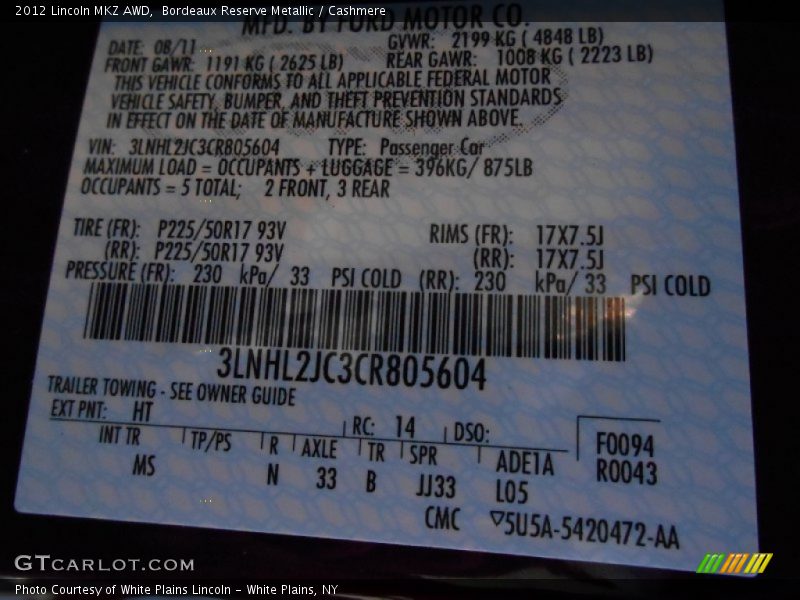 2012 Lincoln MKZ AWD, Bordeaux Reserve Metallic / Cashmere
MFD. BY FORD MOTOR CO.
DATE: 08/11 GVWR: 2199 KG ( 4848 LB)
FRONT GAWR: 1191 KG ( 2625 LB) REAR GAWR: 1008 KG ( 2223 LB)
THIS VEHICLE CONFORMS TO ALL APPLICABLE FEDERAL MOTOR
VEHICLE SAFETY, BUMPER, AND THEFT PREVENTION STANDARDS
IN EFFECT ON THE DATE OF MANUFACTURE SHOWN ABOVE.
VIN: 3LNHL2JC3CR805604 TYPE: Passenger Car
MAXIMUM LOAD = OCCUPANTS + LUGGAGE = 396KG/ 875LB
OCCUPANTS = 5 TOTAL; 2 FRONT, 3 REAR
TIRE (FR): P225/50R17 93V RIMS (FR): 17X7.5J
(RR): P225/50R17 93V (RR): 17X7.5J
PRESSURE (FR): 230 kPa/ 33 PSI COLD (RR): 230 kPa/ 33 PSI COLD
3LNHL2JC3CR805604
TRAILER TOWING - SEE OWNER GUIDE
EXT PNT: HT RC: 14 DSO: F0094
INT TR TP/PS R AXLE TR SPR ADE1A R0043
MS N 33 B JJ33 L05
CMC ▽5U5A-5420472-AA
GTCARLOT.COM
Photo Courtesy of White Plains Lincoln - White Plains, NY